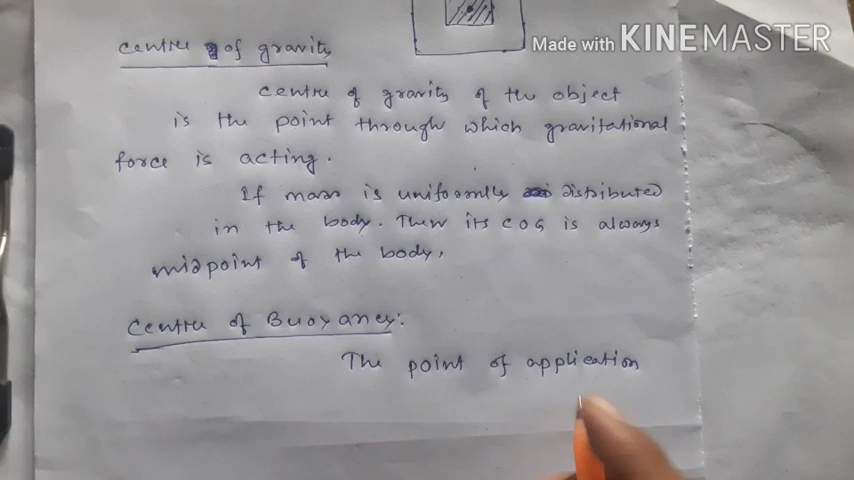 Made with KINEMASTER
centre of gravity
centre of gravity of the object
is the point through which gravitational
force is acting.
If mass is uniformly distributed
in the body. Then its COG is always
midpoint of the body.
Centre of Buoyancy:
The point of application